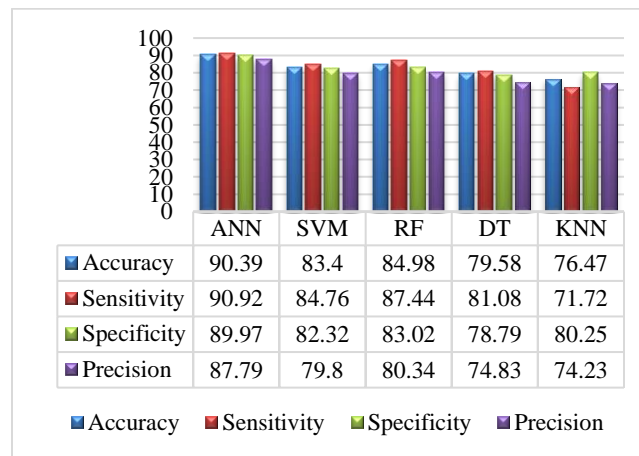 100
90
80
70
60
50
40
30
20
10
0
ANN SVM RF DT KNN
Accuracy 90.39 83.4 84.98 79.58 76.47
Sensitivity 90.92 84.76 87.44 81.08 71.72
Specificity 89.97 82.32 83.02 78.79 80.25
Precision 87.79 79.8 80.34 74.83 74.23
Accuracy Sensitivity Specificity Precision